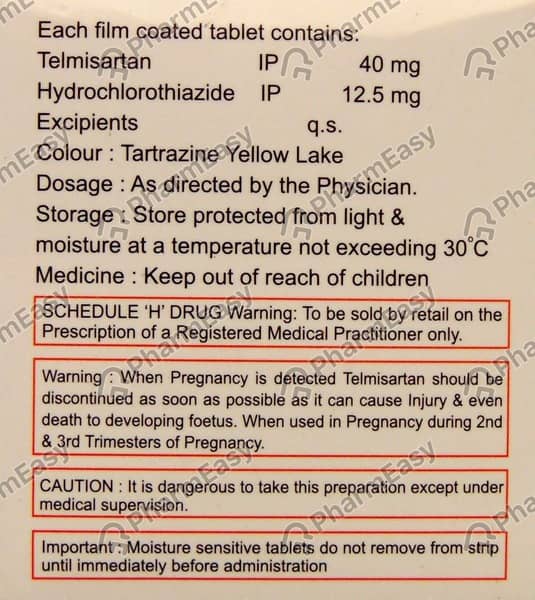 Each film coated tablet contains:
Telmisartan IP 40 mg
Hydrochlorothiazide IP 12.5 mg
Excipients q.s.
Colour : Tartrazine Yellow Lake
Dosage : As directed by the Physician.
Storage : Store protected from light &
moisture at a temperature not exceeding 30°C
Medicine : Keep out of reach of children
SCHEDULE 'H' DRUG Warning: To be sold by retail on the
Prescription of a Registered Medical Practitioner only.
Warning : When Pregnancy is detected Telmisartan should be
discontinued as soon as possible as it can cause Injury & even
death to developing foetus. When used in Pregnancy during 2nd
& 3rd Trimesters of Pregnancy.
CAUTION : It is dangerous to take this preparation except under
medical supervision.
Important : Moisture sensitive tablets do not remove from strip
until immediately before administration
PharmEasy